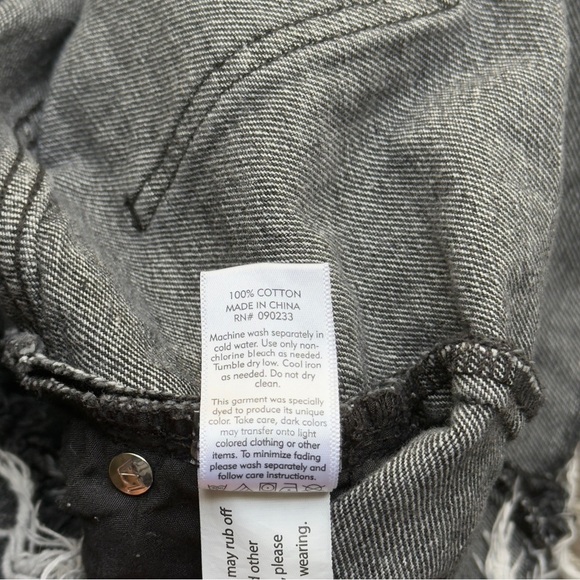 100% COTTON
MADE IN CHINA
RN# 090233
Machine wash separately in
cold water. Use only non-
chlorine bleach as needed.
Tumble dry low. Cool iron
as needed. Do not dry
clean.
This garment was specially
dyed to produce its unique
color. Take care, dark colors
may transfer onto light
colored clothing or other
items. To minimize fading
please wash separately and
follow care instructions.
may rub off
d other
y please
wearing.